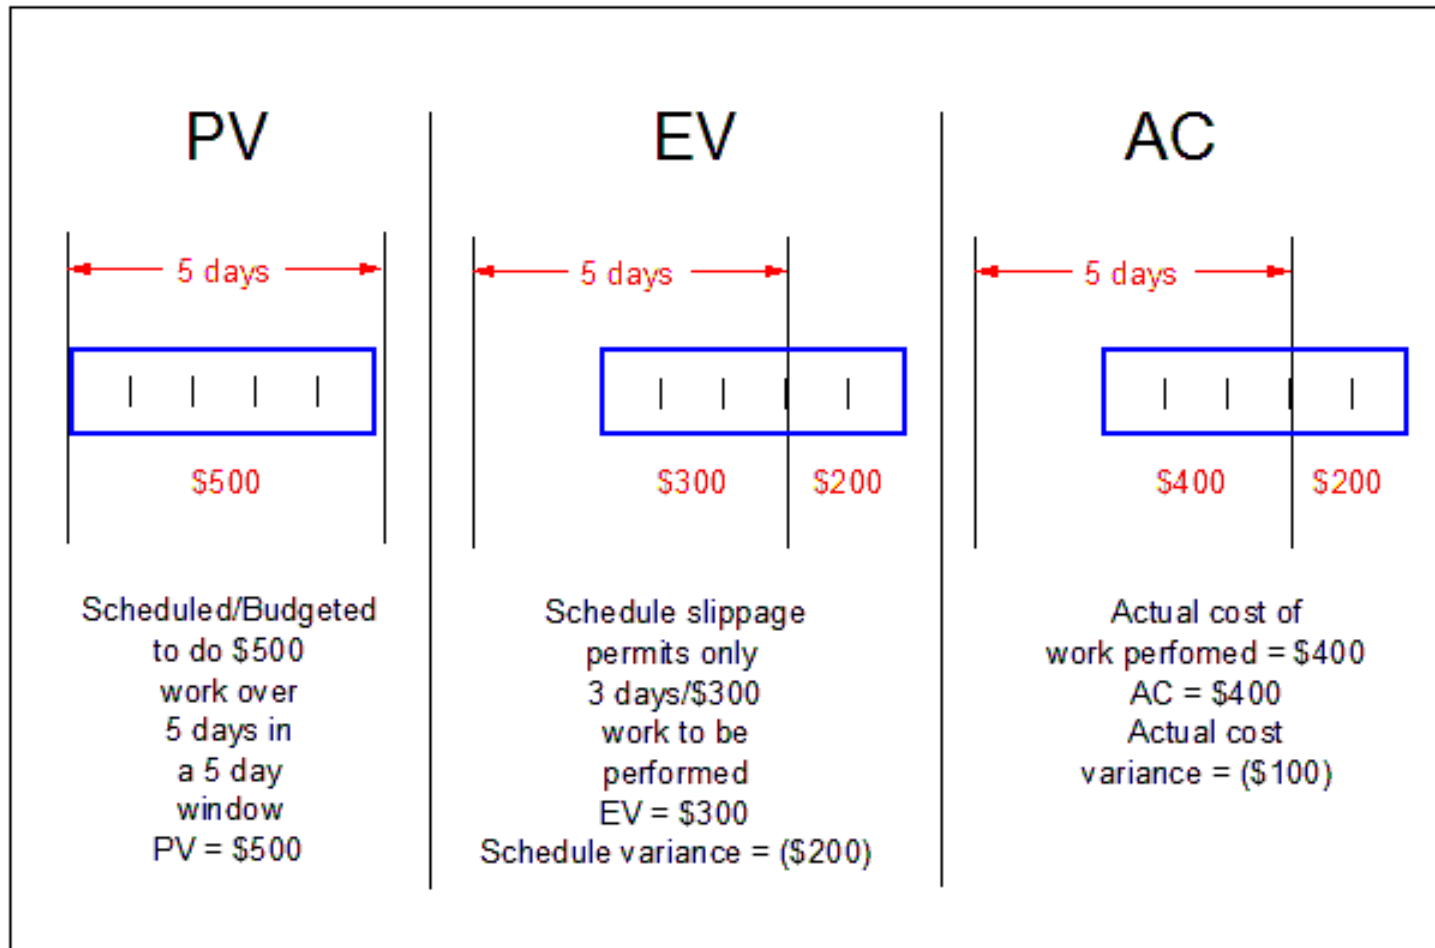 PV
5 days
$500
Scheduled/Budgeted
to do $500
work over
5 days in
a 5 day
window
PV = $500
EV
5 days
$300
$200
Schedule slippage
permits only
3 days/$300
work to be
performed
EV = $300
Schedule variance = ($200)
AC
5 days
$400
$200
Actual cost of
work perfomed = $400
AC = $400
Actual cost
variance = ($100)